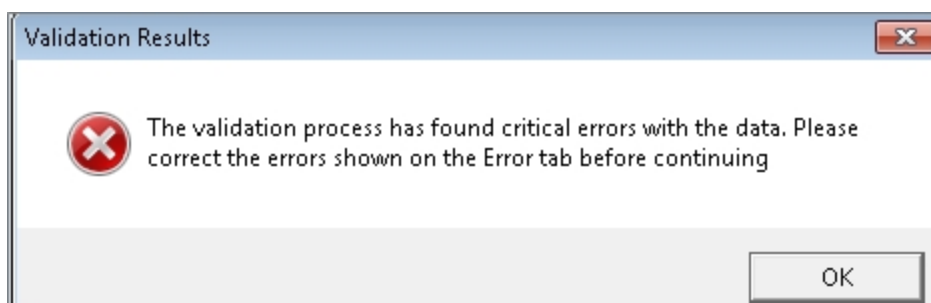 Validation Results
The validation process has found critical errors with the data. Please
correct the errors shown on the Error tab before continuing
OK